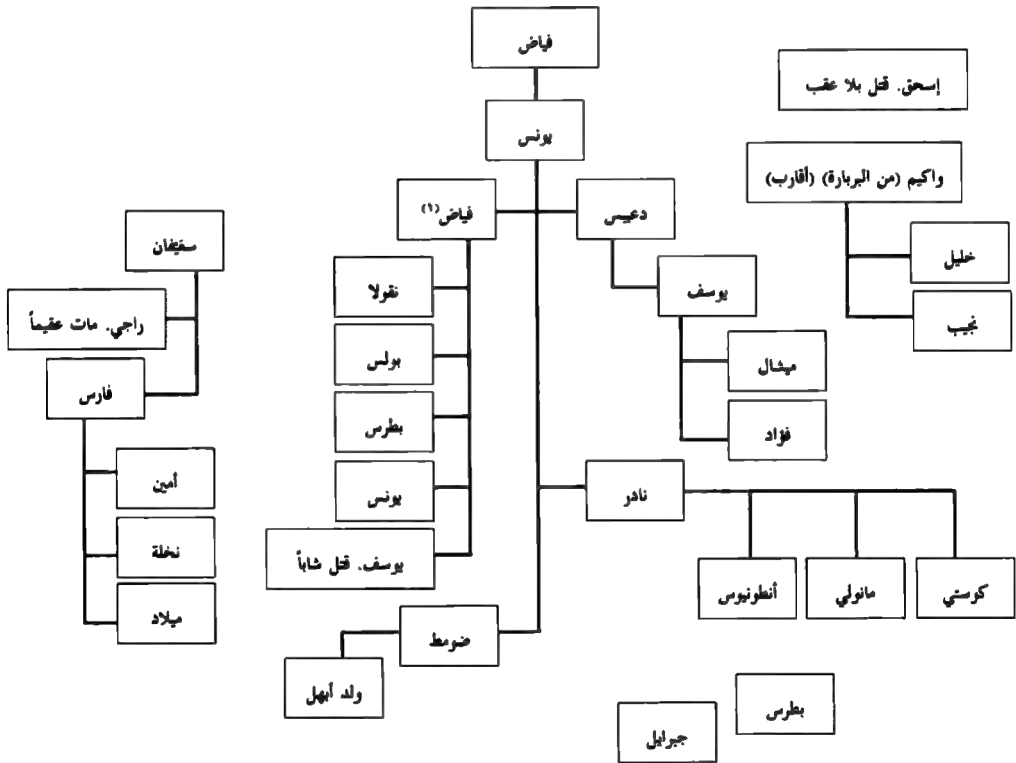 فياض
يونس
إسحق. قتل بلا عقب
واكيم (من البربارة) (أقارب)
خليل
نجيب
دعيبس
يوسف
ميشال
فؤاد
فياض(١)
نقولا
بولس
بطرس
يونس
يوسف. قتل شاباً
سفيفان
راجي. مات عقيماً
فارس
أمين
نخلة
ميلاد
نادر
كوستي
مانولي
أنطونيوس
ضومط
ولد أبهل
بطرس
جبرايل